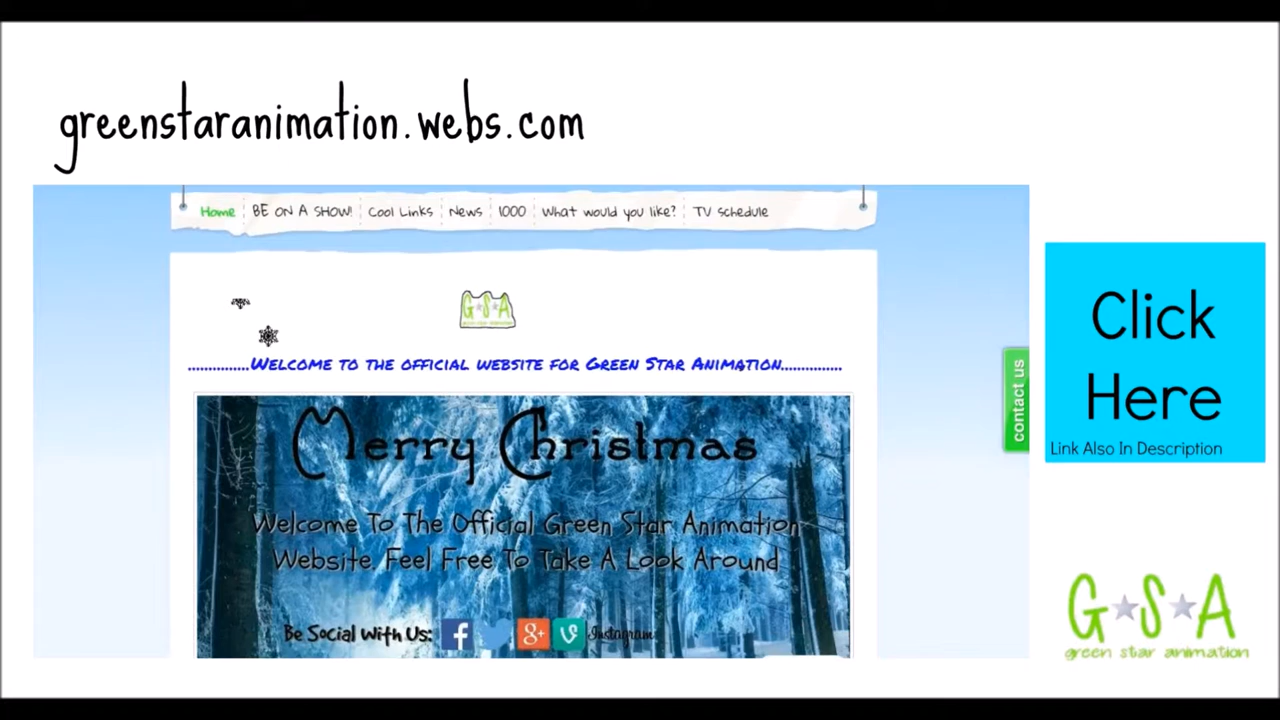 greenstaranimation.webs.com
Home BE ON A SHOW! Cool Links News 1000 What would you like? TV schedule
G S A
green star animation
...............Welcome to the official website for Green Star Animation...............
Merry Christmas
Welcome To The Official Green Star Animation
Website. Feel Free To Take A Look Around
Be Social With Us: f g+ Instagram
contact us
Click
Here
Link Also In Description
G S A
green star animation